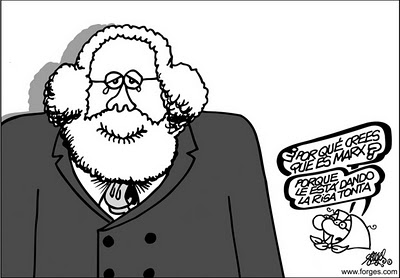 ¿POR QUÉ CREES
QUE ES MARX?
PORQUE
LE ESTÁ DANDO
LA RISA TONTA
www.forges.com